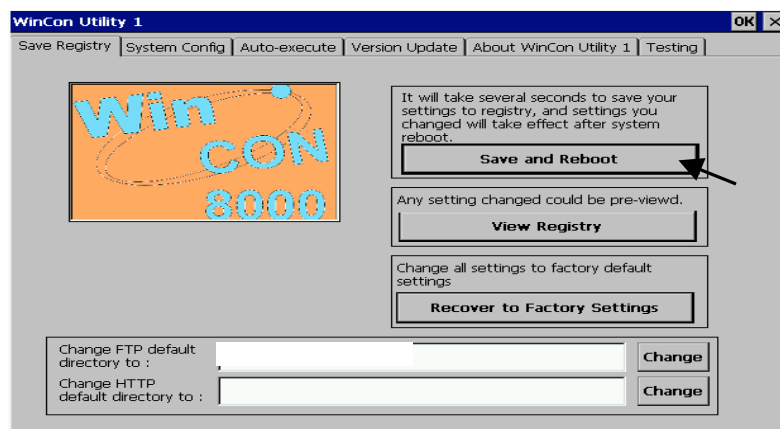 WinCon Utility 1
OK ×
Save Registry System Config Auto-execute Version Update About WinCon Utility 1 Testing
Win
CON
8000
It will take several seconds to save your
settings to registry, and settings you
changed will take effect after system
reboot.
Save and Reboot
Any setting changed could be pre-viewd.
View Registry
Change all settings to factory default
settings
Recover to Factory Settings
Change FTP default
directory to :
Change
Change HTTP
default directory to :
Change